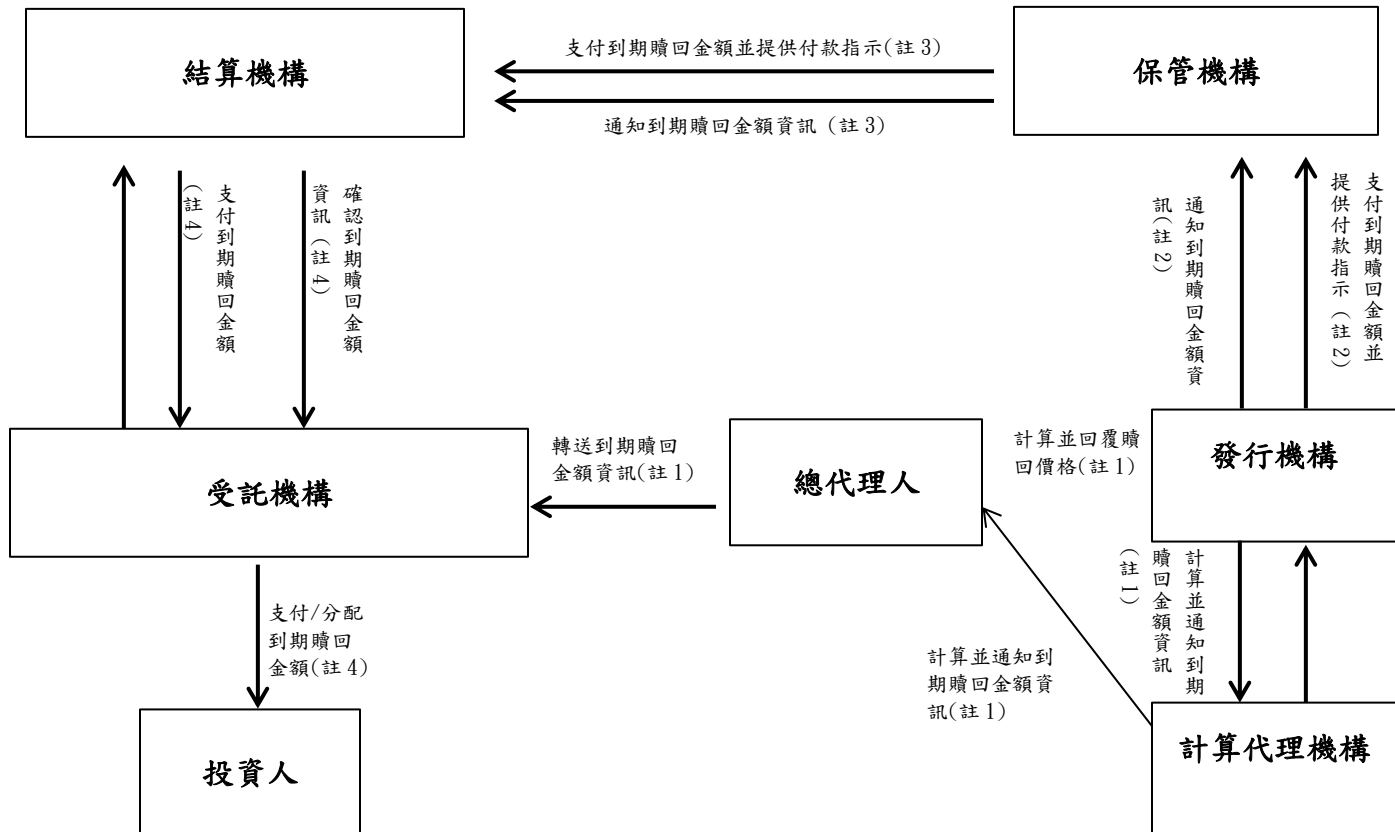 支付到期贖回金額並提供付款指示(註 3)
結算機構
保管機構
通知到期贖回金額資訊 (註 3)
支付到期贖回金額
(註 4)
確認到期贖回金額
資訊 (註 4)
通知到期贖回金額資
訊(註 2)
支付到期贖回金額並
提供付款指示 (註 2)
受託機構
轉送到期贖回
金額資訊(註 1)
總代理人
計算並回覆贖
回價格(註 1)
發行機構
計算並通知到期
贖回金額資訊
(註 1)
支付/分配
到期贖回
金額(註 4)
計算並通知到
期贖回金額資
訊(註 1)
投資人
計算代理機構